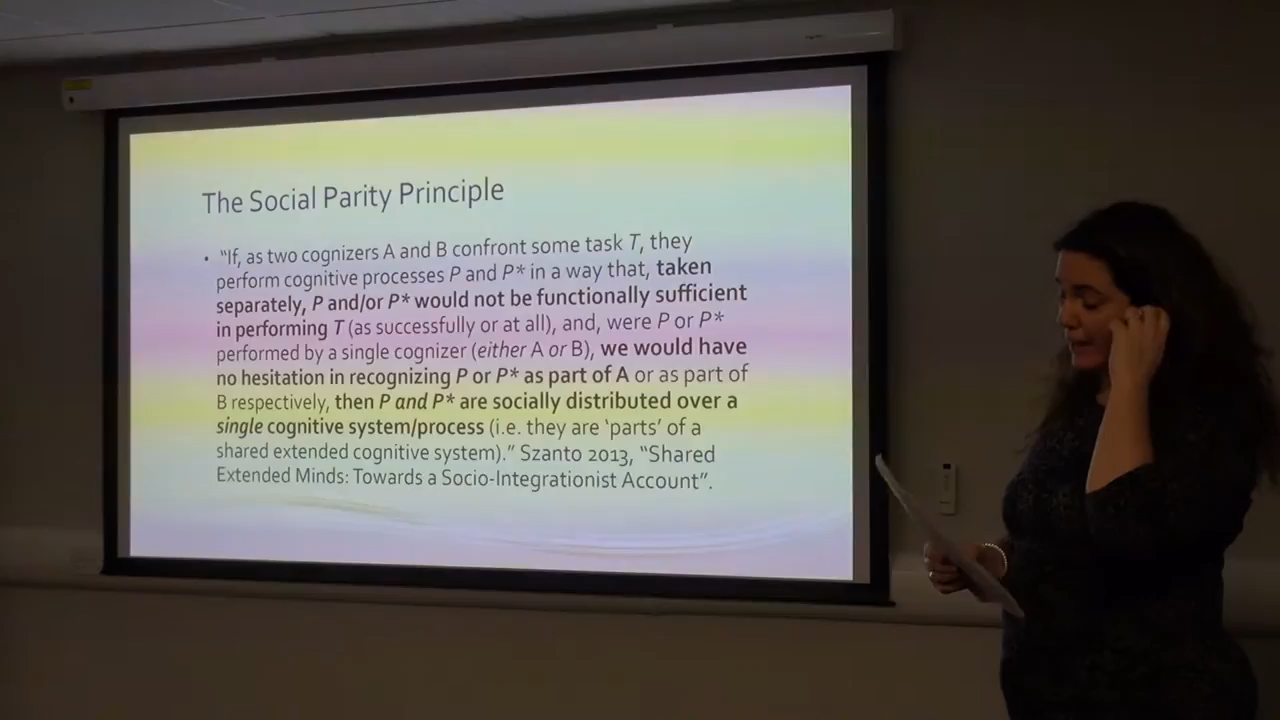 The Social Parity Principle
• "If, as two cognizers A and B confront some task T, they
perform cognitive processes P and P* in a way that, taken
separately, P and/or P* would not be functionally sufficient
in performing T (as successfully or at all), and, were P or P*
performed by a single cognizer (either A or B), we would have
no hesitation in recognizing P or P* as part of A or as part of
B respectively, then P and P* are socially distributed over a
single cognitive system/process (i.e. they are 'parts' of a
shared extended cognitive system)." Szanto 2013, "Shared
Extended Minds: Towards a Socio-Integrationist Account".